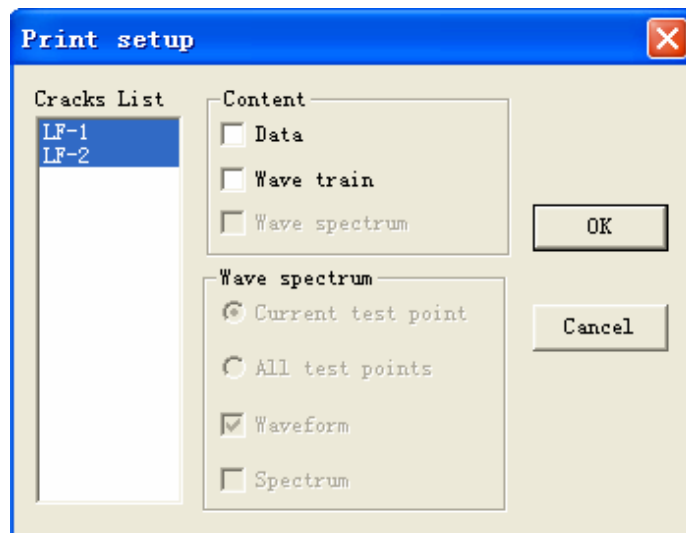 Print setup
Cracks List
LF-1
LF-2
Content
Data
Wave train
Wave spectrum
Wave spectrum
Current test point
All test points
Waveform
Spectrum
OK
Cancel